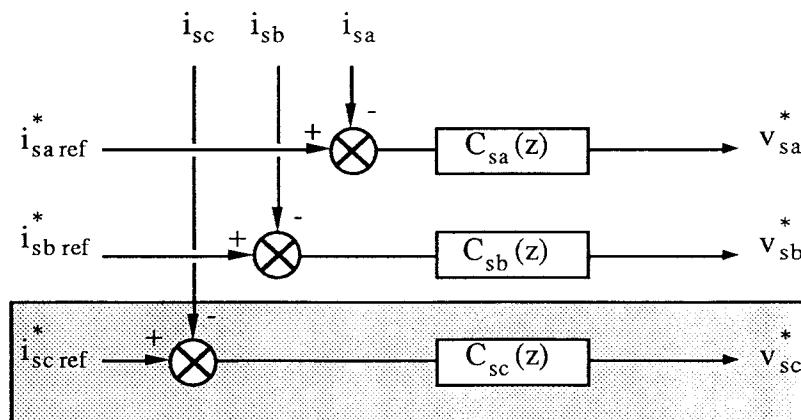 i_sc i_sb i_sa
i*_sa ref + - C_sa(z) v*_sa
i*_sb ref + - C_sb(z) v*_sb
i*_sc ref + - C_sc(z) v*_sc